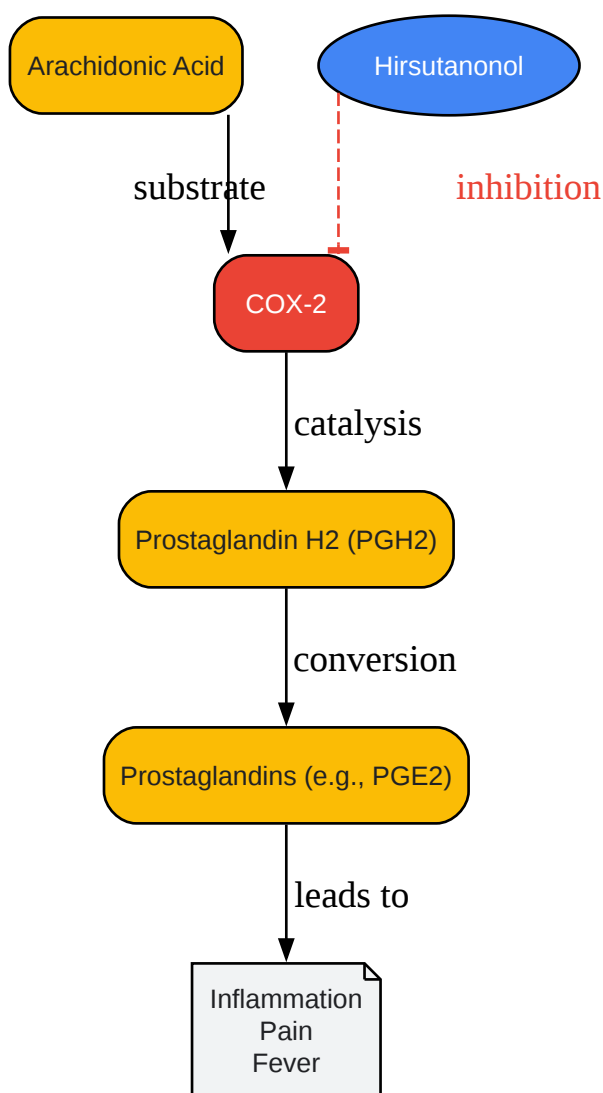 Arachidonic Acid
Hirsutanonol
substrate
inhibition
COX-2
catalysis
Prostaglandin H2 (PGH2)
conversion
Prostaglandins (e.g., PGE2)
leads to
Inflammation
Pain
Fever